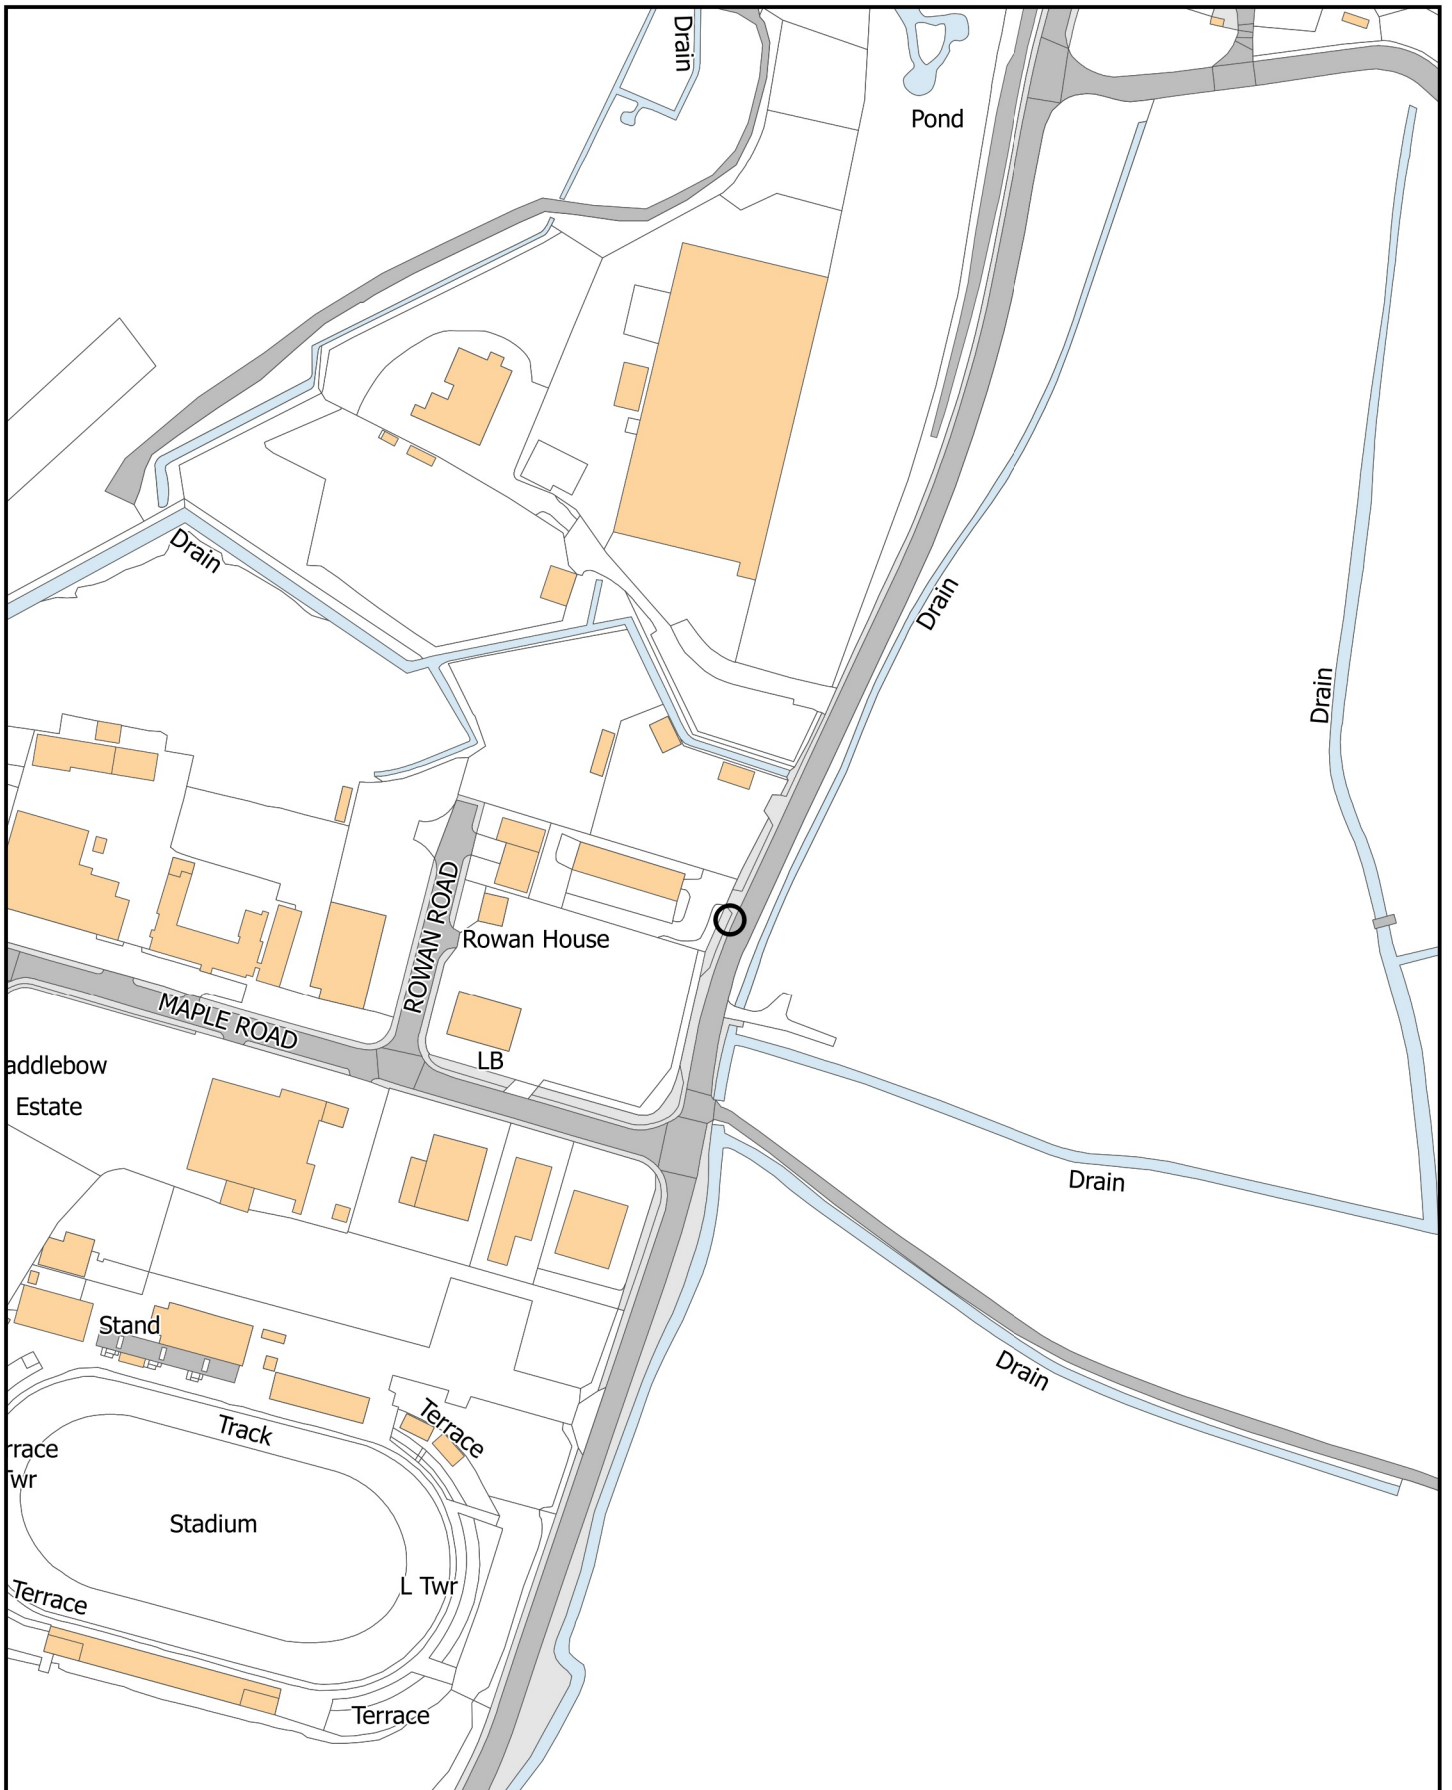 Drain
Pond
Drain
Drain
Drain
ROWAN ROAD
Rowan House
MAPLE ROAD
LB
addlebow
Estate
Drain
Stand
Drain
Terrace
Track
rrace
Twr
Stadium
L Twr
Terrace
Terrace